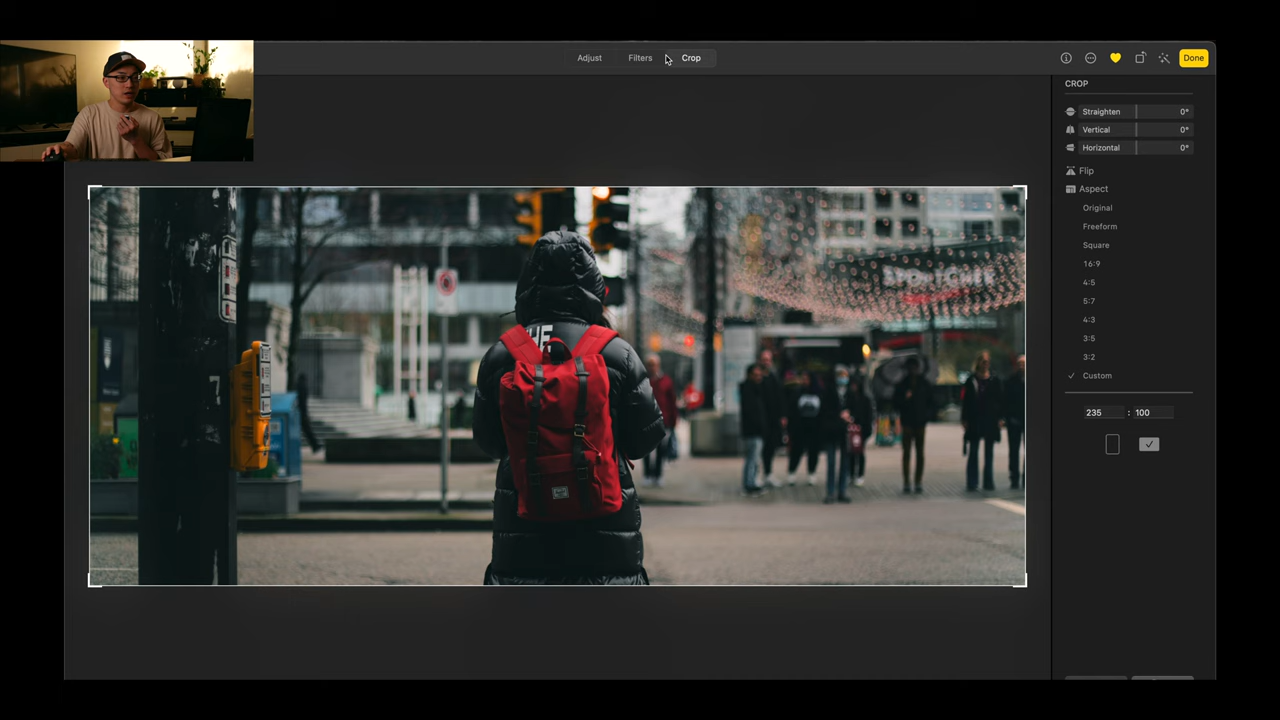 Adjust
Filters
Crop
Done
CROP
Straighten 0°
Vertical 0°
Horizontal 0°
Flip
Aspect
Original
Freeform
Square
16:9
4:5
5:7
4:3
3:5
3:2
Custom
235 : 100